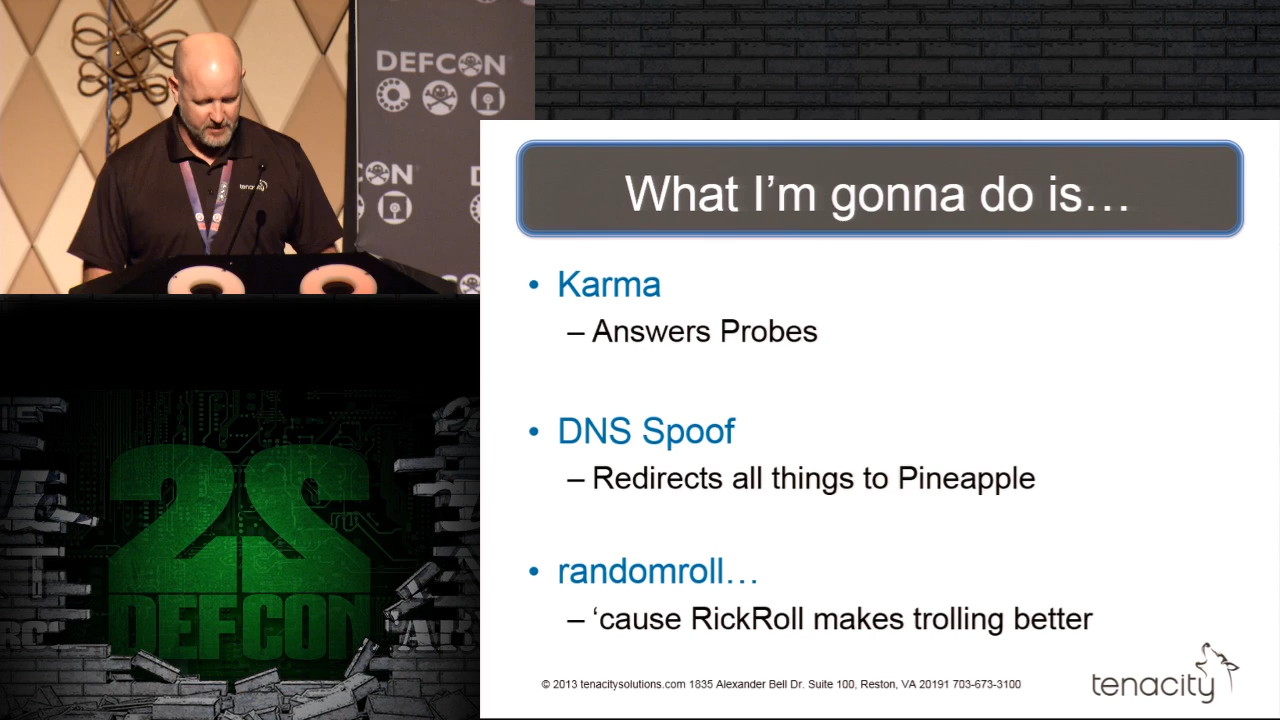 DEFCON
tenacity
What I'm gonna do is…
• Karma
– Answers Probes
• DNS Spoof
– Redirects all things to Pineapple
• randomroll…
– ‘cause RickRoll makes trolling better
© 2013 tenacitysolutions.com 1835 Alexander Bell Dr. Suite 100, Reston, VA 20191 703-673-3100
tenacity
22
DEFCON